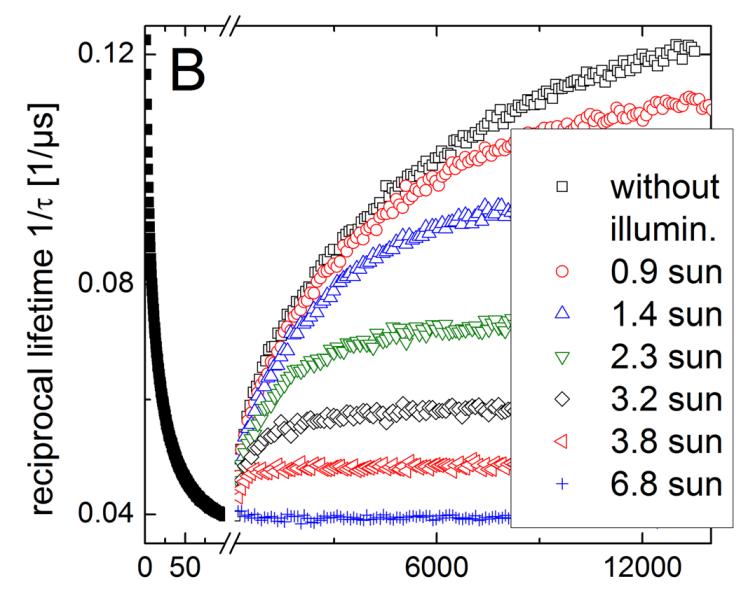 B
reciprocal lifetime 1/τ [1/μs]
0.12
0.08
0.04
0 50 6000 12000
without
illumin.
0.9 sun
1.4 sun
2.3 sun
3.2 sun
3.8 sun
6.8 sun